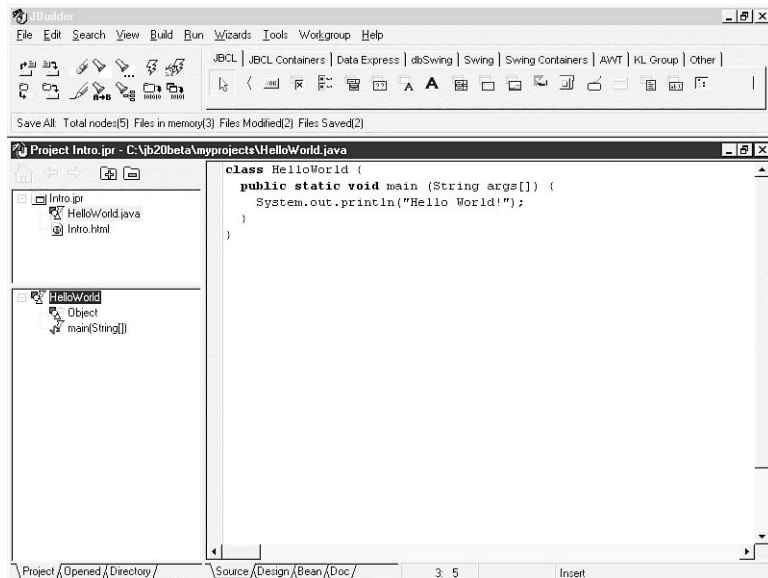 JBuilder
File Edit Search View Build Run Wizards Tools Workgroup Help
JBCL JBCL Containers Data Express dbSwing Swing Swing Containers AWT KL Group Other
Save All: Total nodes(5) Files in memory(3) Files Modified(2) Files Saved(2)
Project Intro.jpr - C:\jb20beta\myprojects\HelloWorld.java
Intro.jpr
HelloWorld.java
Intro.html
HelloWorld
Object
main(String[])
class HelloWorld {
public static void main (String args[]) {
System.out.println("Hello World!");
}
}
Project Opened Directory
Source Design Bean Doc
3: 5
Insert